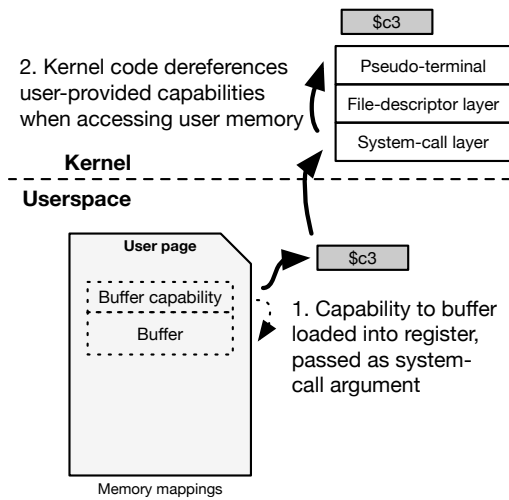 $c3
2. Kernel code dereferences
user-provided capabilities
when accessing user memory
Pseudo-terminal
File-descriptor layer
System-call layer
Kernel
Userspace
User page
$c3
Buffer capability
Buffer
1. Capability to buffer
loaded into register,
passed as system-
call argument
Memory mappings